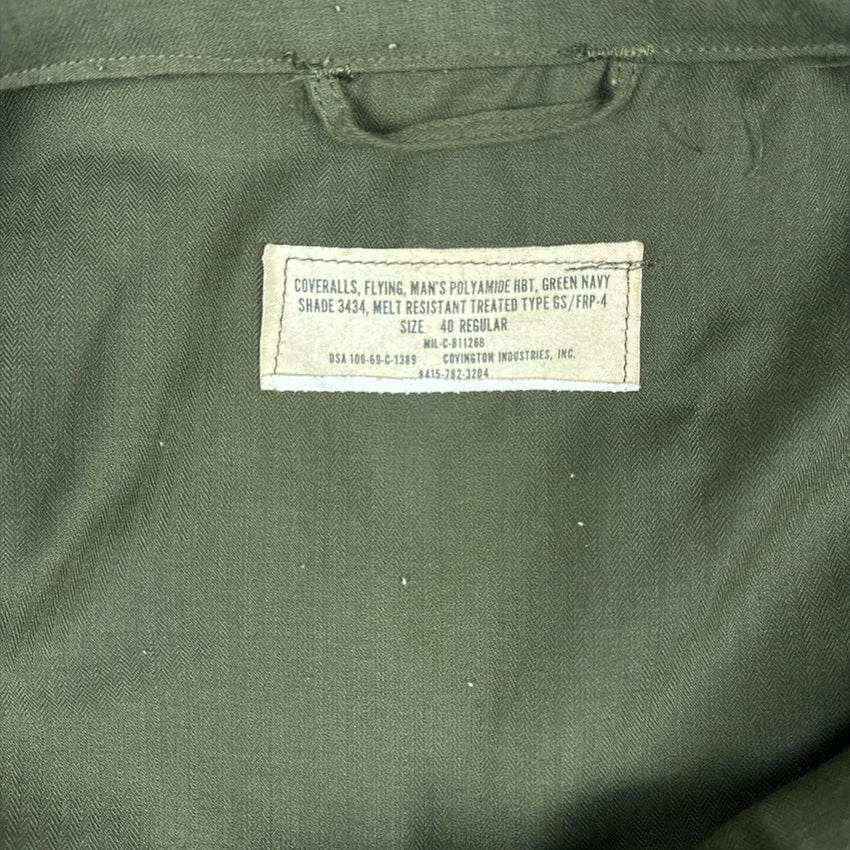 COVERALLS, FLYING, MAN'S POLYAMIDE HBT, GREEN NAVY
SHADE 3434, MELT RESISTANT TREATED TYPE GS/FRP-4
SIZE 40 REGULAR
MIL-C-81126B
DSA 100-69-C-1389 COVINGTON INDUSTRIES, INC.
8415-782-3204